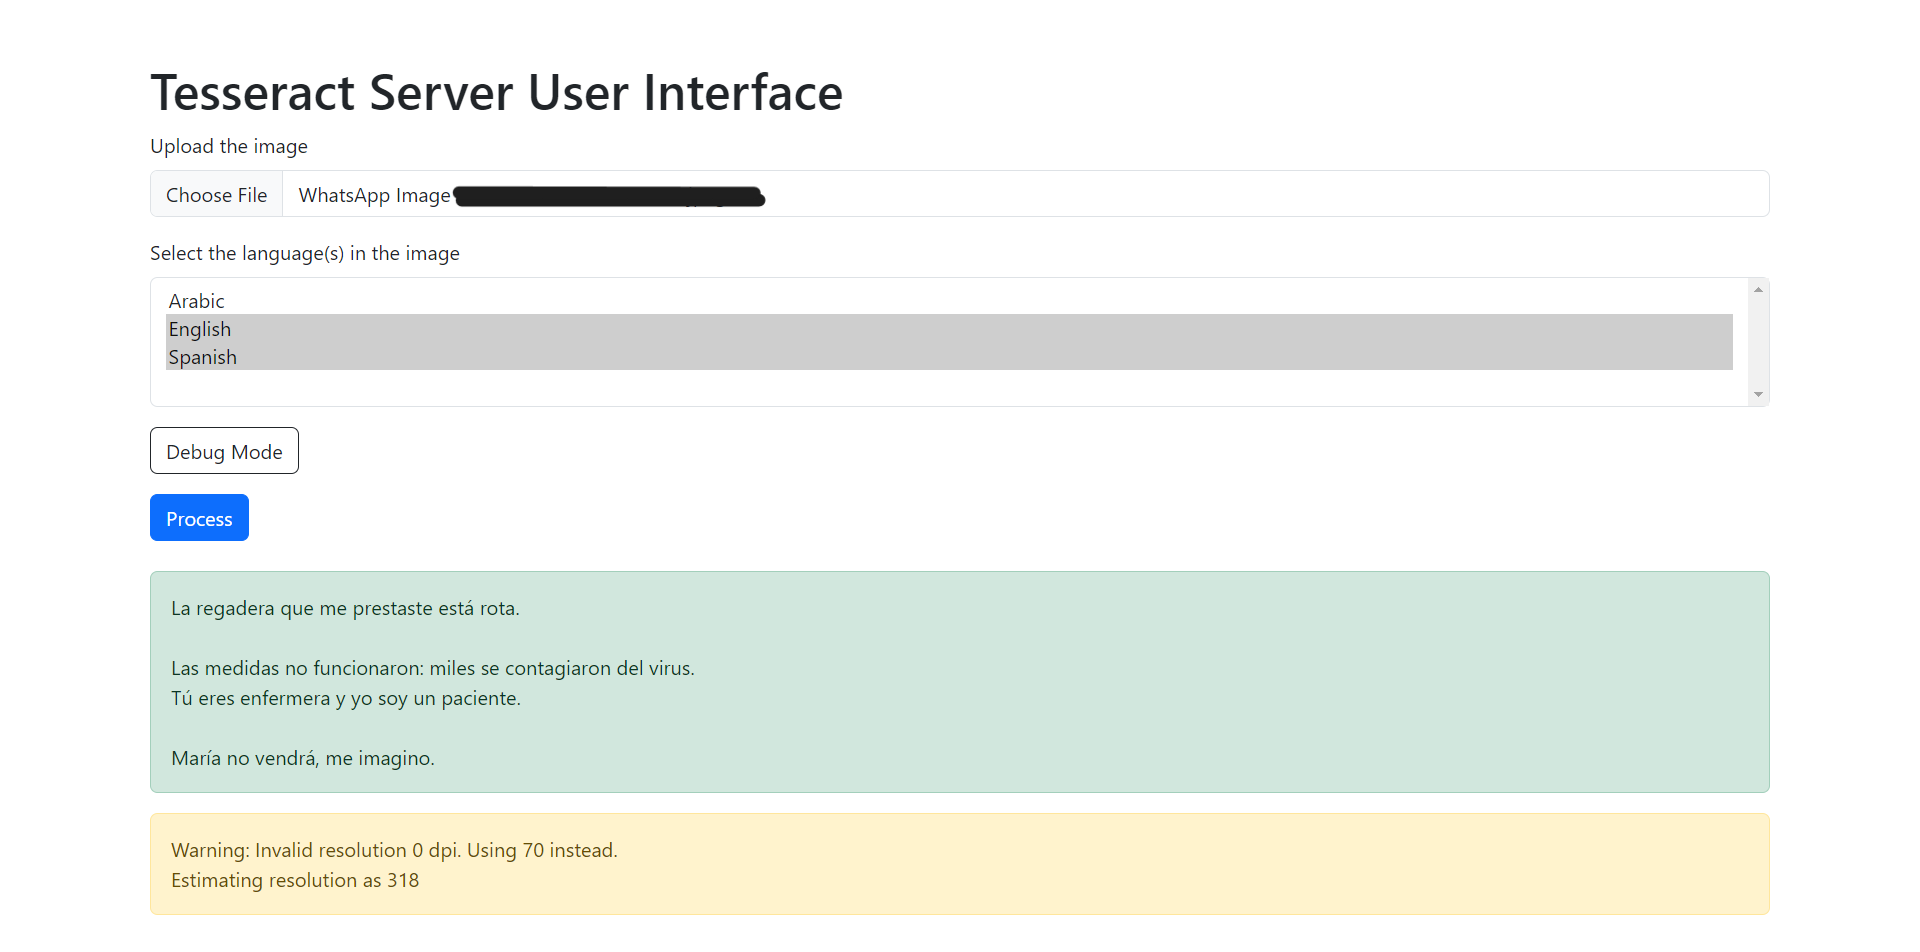 Tesseract Server User Interface
Upload the image
Choose File WhatsApp Image
Select the language(s) in the image
Arabic
English
Spanish
Debug Mode
Process
La regadera que me prestaste está rota.
Las medidas no funcionaron: miles se contagiaron del virus.
Tú eres enfermera y yo soy un paciente.
María no vendrá, me imagino.
Warning: Invalid resolution 0 dpi. Using 70 instead.
Estimating resolution as 318